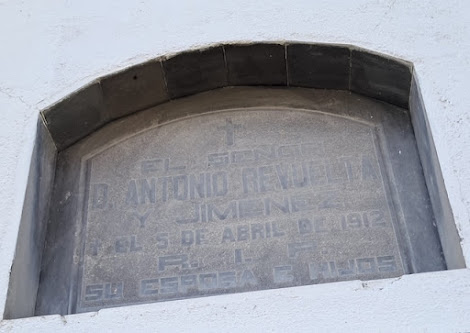 EL SEÑOR
D. ANTONIO REVUELTA
Y JIMENEZ
† EL 5 DE ABRIL DE 1912
R. I. P.
SU ESPOSA E HIJOS